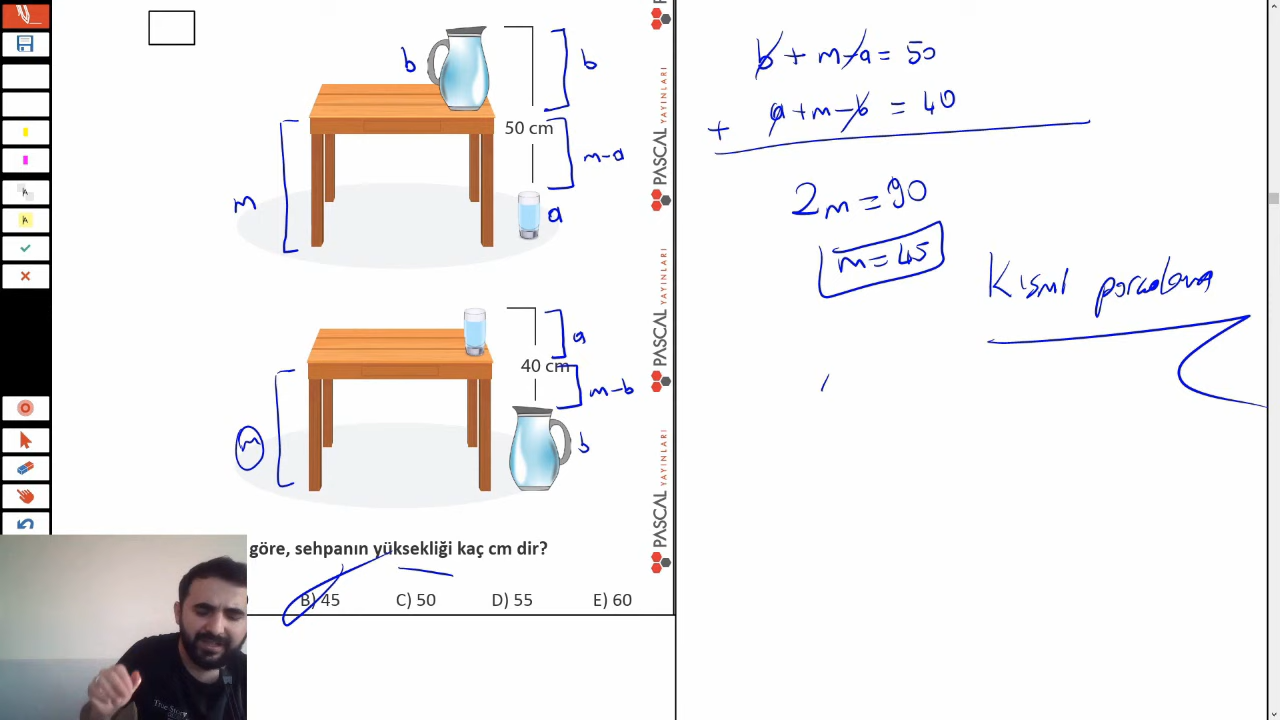 b
b
50 cm
m-a
m
a
a
40 cm
m-b
m
b
göre, sehpanın yüksekliği kaç cm dir?
B) 45
C) 50
D) 55
E) 60
PASCAL YAYINLARI
PASCAL YAYINLARI
PASCAL YAYINLARI
b + m - a = 50
a + m - b = 40
+
2m = 90
m = 45
Kısmi